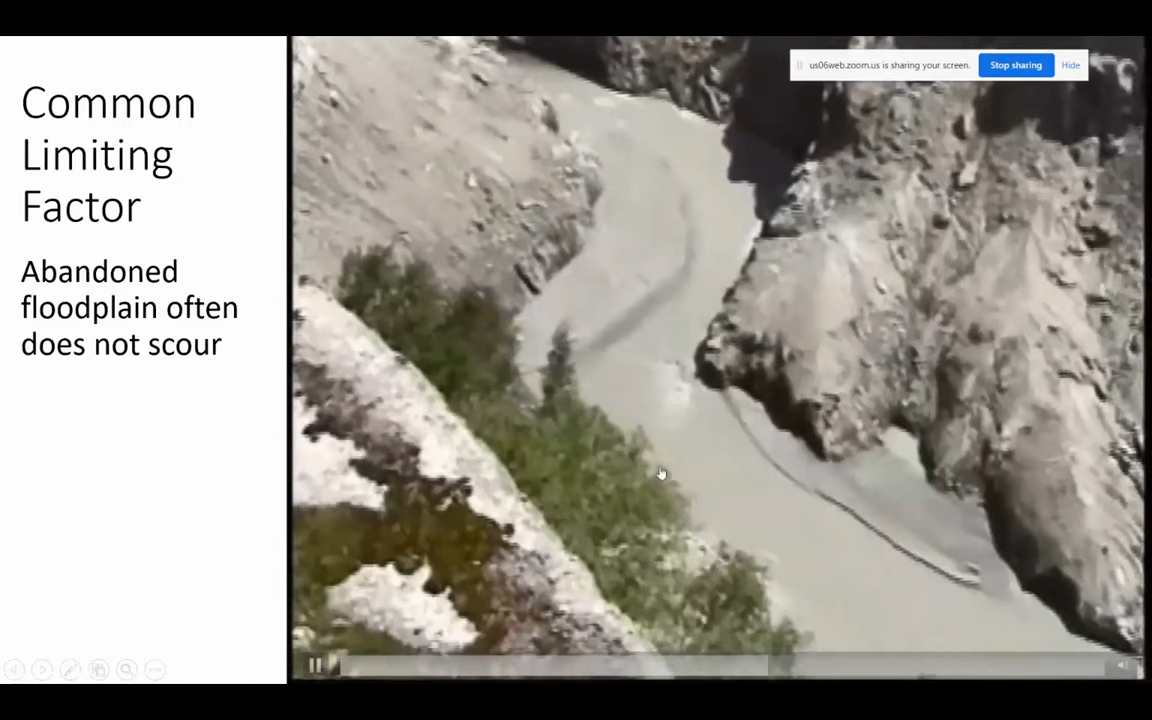 Common
Limiting
Factor
Abandoned
floodplain often
does not scour
us06web.zoom.us is sharing your screen. Stop sharing Hide